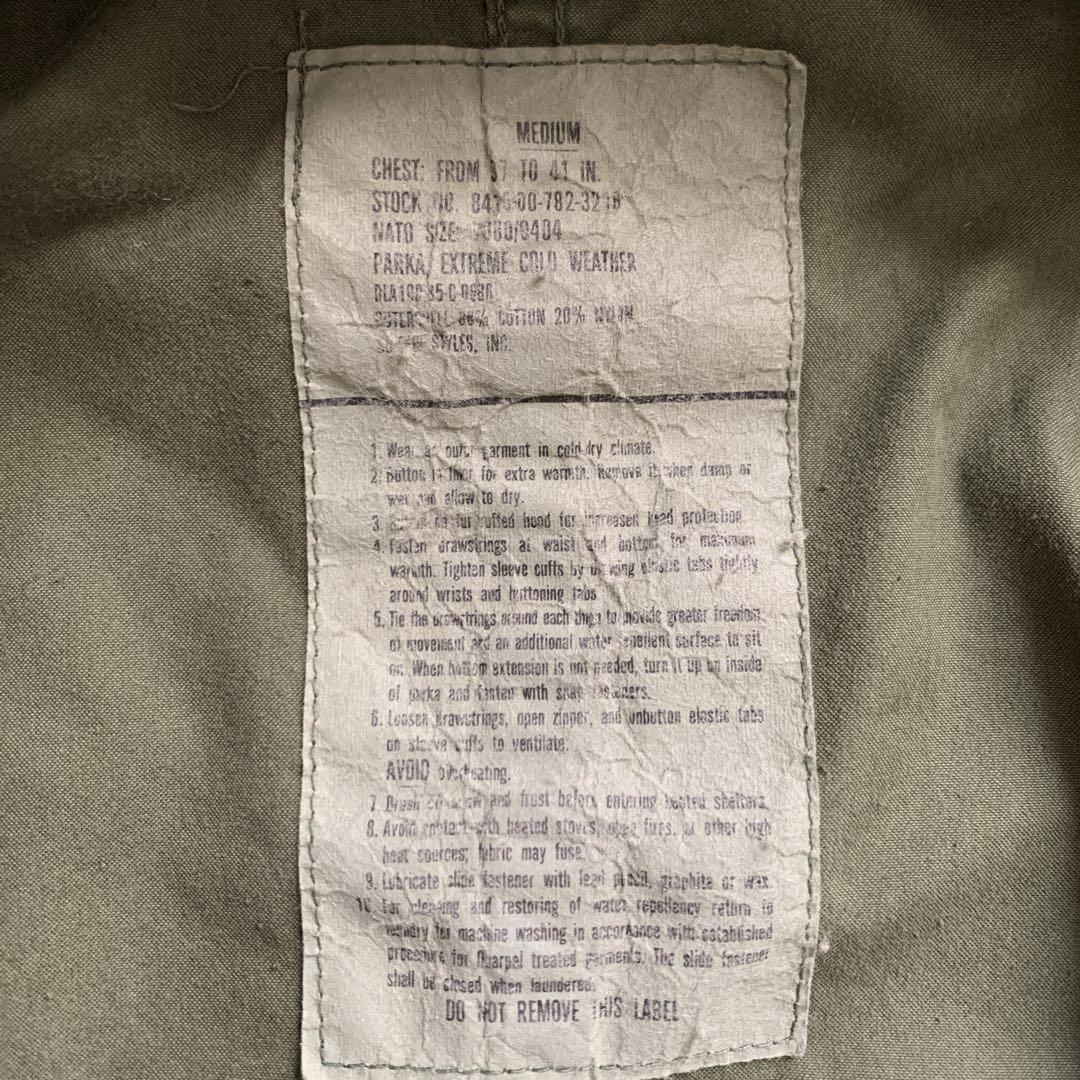 MEDIUM
CHEST: FROM 37 TO 41 IN.
STOCK NO. 8415-00-782-3218
NATO SIZE: /9404
PARKA, EXTREME COLD WEATHER
COTTON 20% NYLON
STYLES, INC.
1. Wear as outer garment in cold-dry climate.
2. Button in liner for extra warmth. Remove it when damp or
wet and allow to dry.
3. on fur ruffed hood for increased head protection.
4. Fasten drawstrings at waist and bottom for maximum
warmth. Tighten sleeve cuffs by drawing elastic tabs tightly
around wrists and buttoning tabs
5. Tie the drawstrings around each thigh to provide greater freedom
of movement and an additional water repellent surface to sit
on. When bottom extension is not needed, turn it up on inside
of parka and fasten with snap fasteners.
6. Loosen drawstrings, open zipper, and unbutton elastic tabs
on sleeve cuffs to ventilate.
AVOID overheating.
7. Brush off snow and frost before entering heated shelters.
8. Avoid contact with heated stoves, open fires, or other high
heat sources; fabric may fuse.
9. Lubricate slide fastener with lead pencil, graphite or wax.
10. For cleaning and restoring of water repellency return to
laundry for machine washing in accordance with established
procedure for Quarpel treated garments. The slide fastener
shall be closed when laundered.
DO NOT REMOVE THIS LABEL